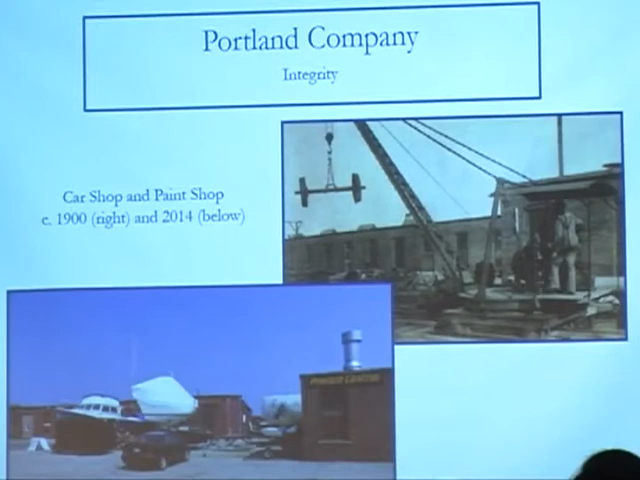 Portland Company
Integrity
Car Shop and Paint Shop
c. 1900 (right) and 2014 (below)